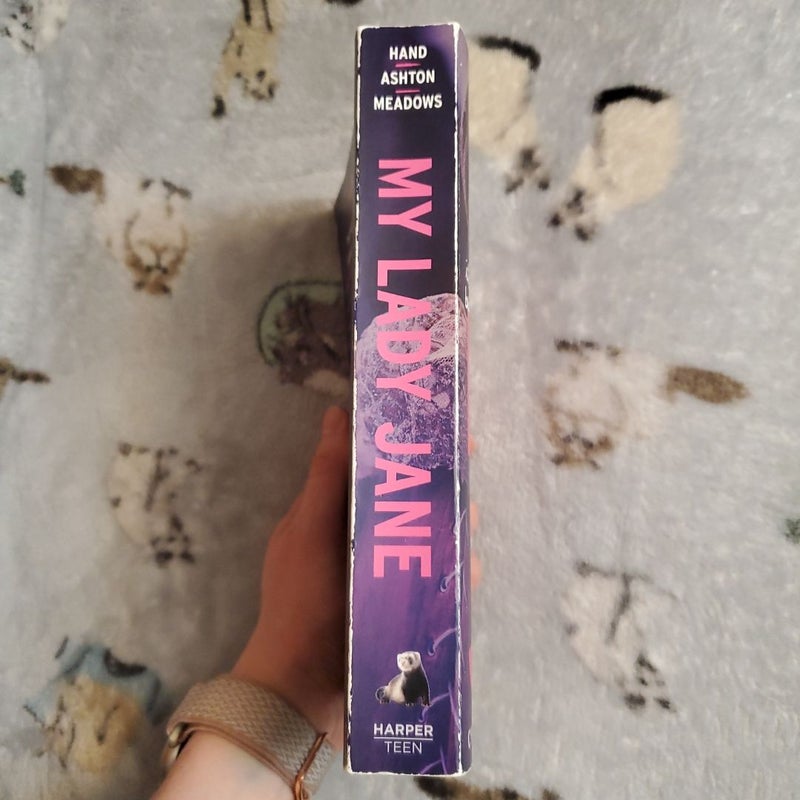 HAND
ASHTON
MEADOWS
MY LADY JANE
HARPER
TEEN